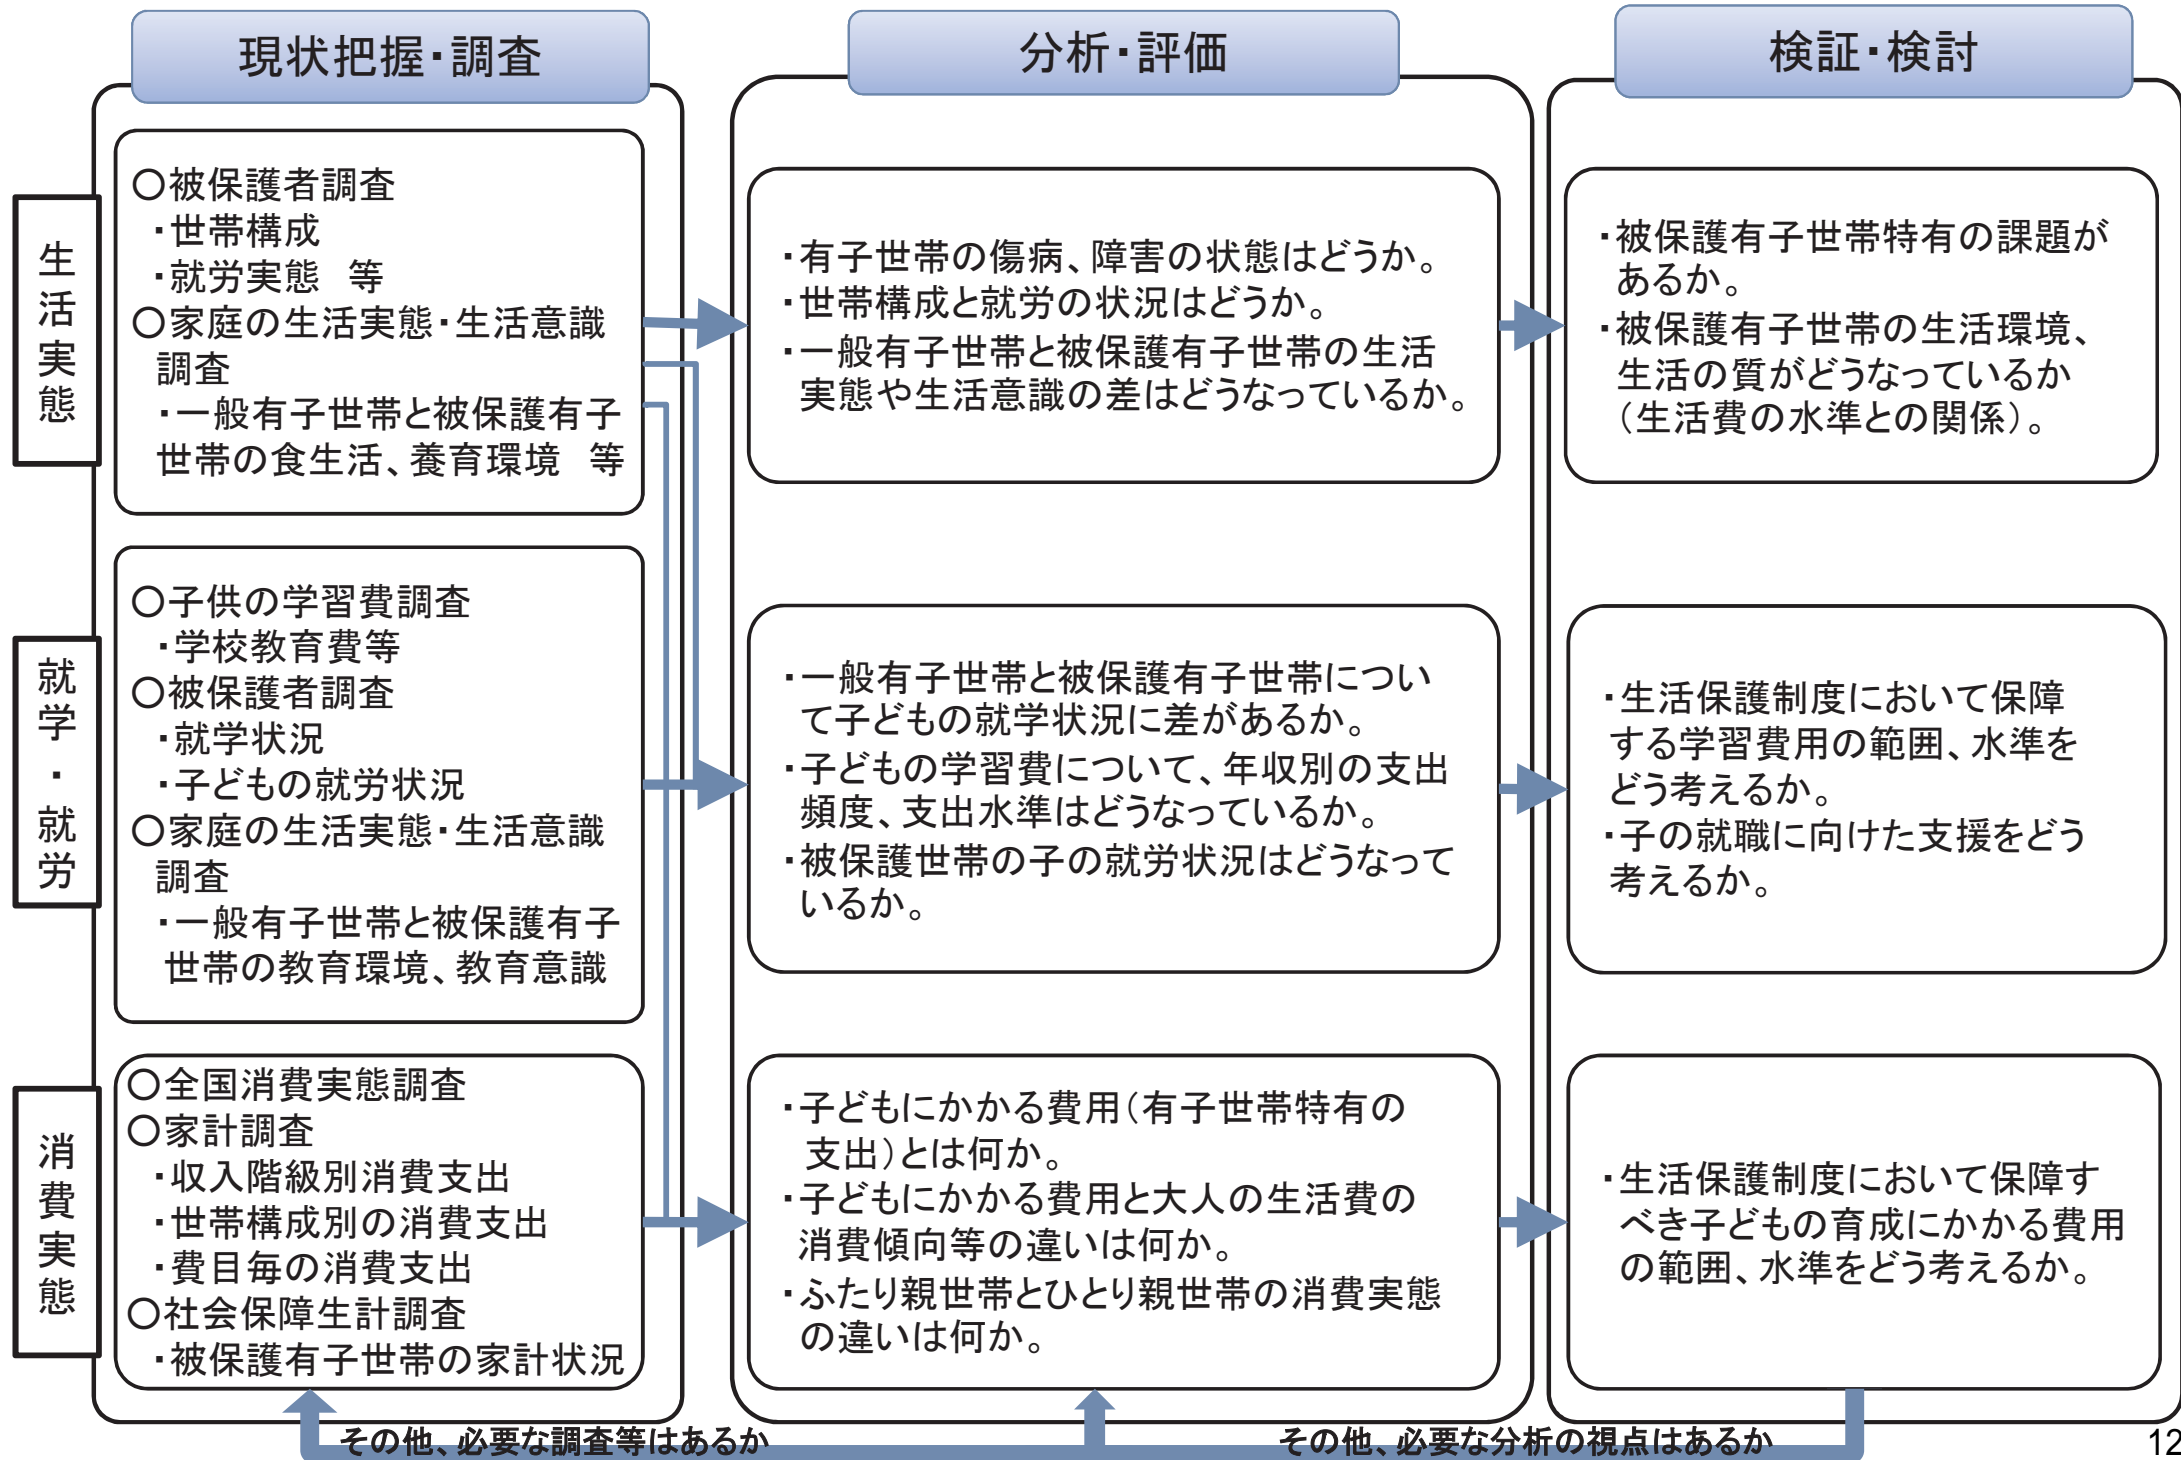 現状把握・調査
分析・評価
検証・検討
生活実態
○被保護者調査
・世帯構成
・就労実態　等
○家庭の生活実態・生活意識
調査
・一般有子世帯と被保護有子
世帯の食生活、養育環境　等
・有子世帯の傷病、障害の状態はどうか。
・世帯構成と就労の状況はどうか。
・一般有子世帯と被保護有子世帯の生活
実態や生活意識の差はどうなっているか。
・被保護有子世帯特有の課題が
あるか。
・被保護有子世帯の生活環境、
生活の質がどうなっているか
（生活費の水準との関係）。
就学・就労
○子供の学習費調査
・学校教育費等
○被保護者調査
・就学状況
・子どもの就労状況
○家庭の生活実態・生活意識
調査
・一般有子世帯と被保護有子
世帯の教育環境、教育意識
・一般有子世帯と被保護有子世帯につい
て子どもの就学状況に差があるか。
・子どもの学習費について、年収別の支出
頻度、支出水準はどうなっているか。
・被保護世帯の子の就労状況はどうなって
いるか。
・生活保護制度において保障
する学習費用の範囲、水準を
どう考えるか。
・子の就職に向けた支援をどう
考えるか。
消費実態
○全国消費実態調査
○家計調査
・収入階級別消費支出
・世帯構成別の消費支出
・費目毎の消費支出
○社会保障生計調査
・被保護有子世帯の家計状況
・子どもにかかる費用（有子世帯特有の
支出）とは何か。
・子どもにかかる費用と大人の生活費の
消費傾向等の違いは何か。
・ふたり親世帯とひとり親世帯の消費実態
の違いは何か。
・生活保護制度において保障す
べき子どもの育成にかかる費用
の範囲、水準をどう考えるか。
その他、必要な調査等はあるか
その他、必要な分析の視点はあるか
12